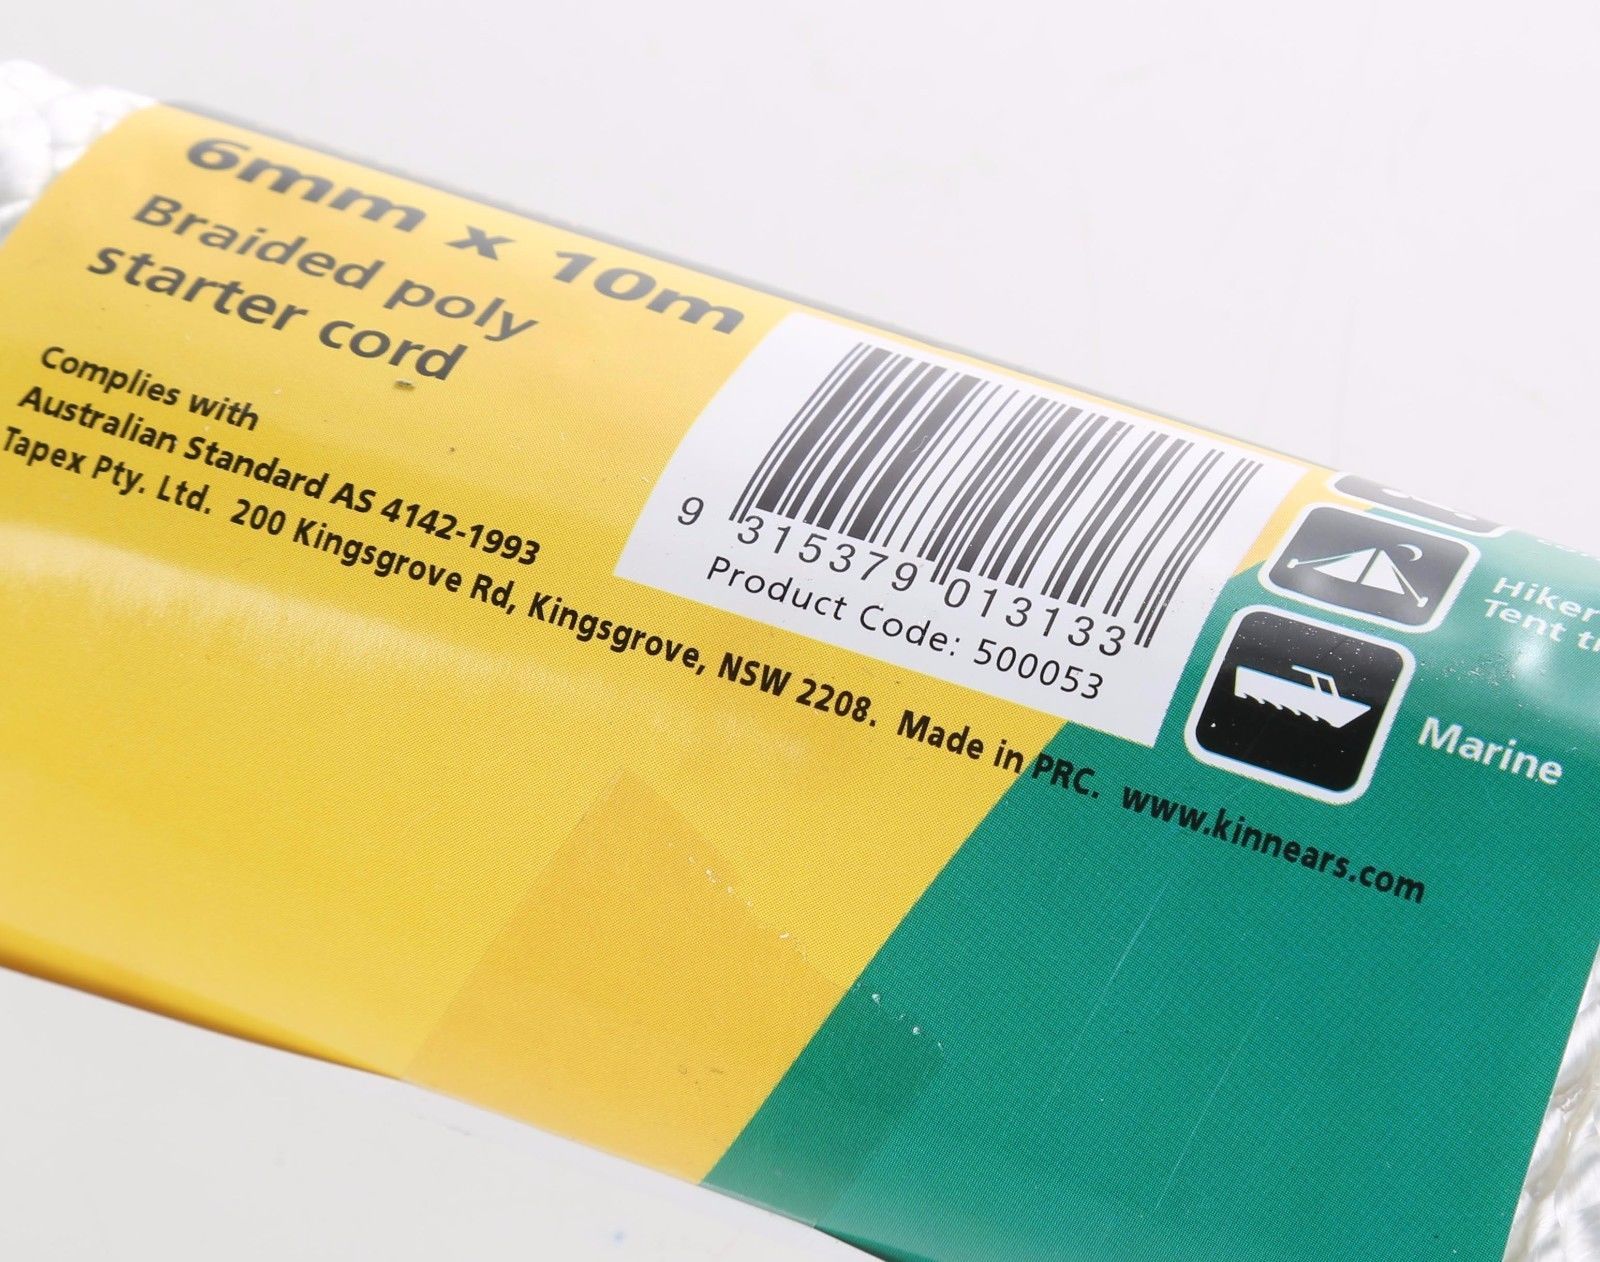 6mm x 10m
Braided poly
starter cord
Complies with
Australian Standard AS 4142-1993
Tapex Pty. Ltd. 200 Kingsgrove Rd, Kingsgrove, NSW 2208. Made in PRC. www.kinnears.com
9 315379 013133
Product Code: 500053
Tent
Marine